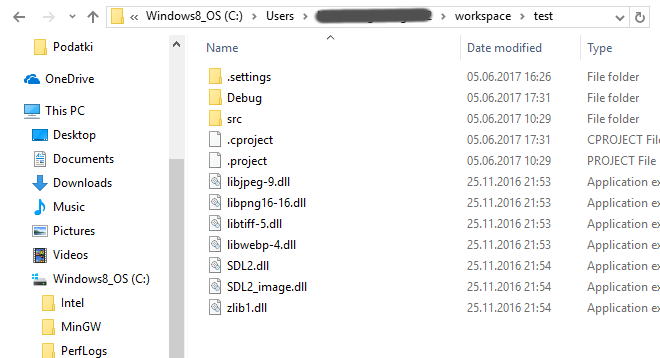 « Windows8_OS (C:) › Users › › workspace › test
Name Date modified Type
.settings 05.06.2017 16:26 File folder
Debug 05.06.2017 17:31 File folder
src 05.06.2017 10:29 File folder
.cproject 05.06.2017 17:31 CPROJECT File
.project 05.06.2017 10:29 PROJECT File
libjpeg-9.dll 25.11.2016 21:53 Application ex
libpng16-16.dll 25.11.2016 21:53 Application ex
libtiff-5.dll 25.11.2016 21:53 Application ex
libwebp-4.dll 25.11.2016 21:53 Application ex
SDL2.dll 25.11.2016 21:54 Application ex
SDL2_image.dll 25.11.2016 21:54 Application ex
zlib1.dll 25.11.2016 21:54 Application ex
Podatki
OneDrive
This PC
Desktop
Documents
Downloads
Music
Pictures
Videos
Windows8_OS (C:)
Intel
MinGW
PerfLogs